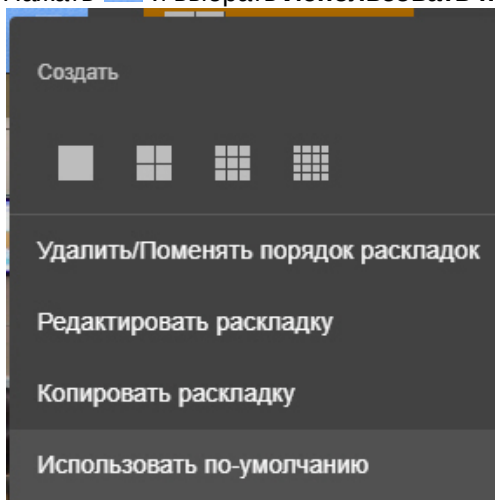 Создать
Удалить/Поменять порядок раскладок
Редактировать раскладку
Копировать раскладку
Использовать по-умолчанию